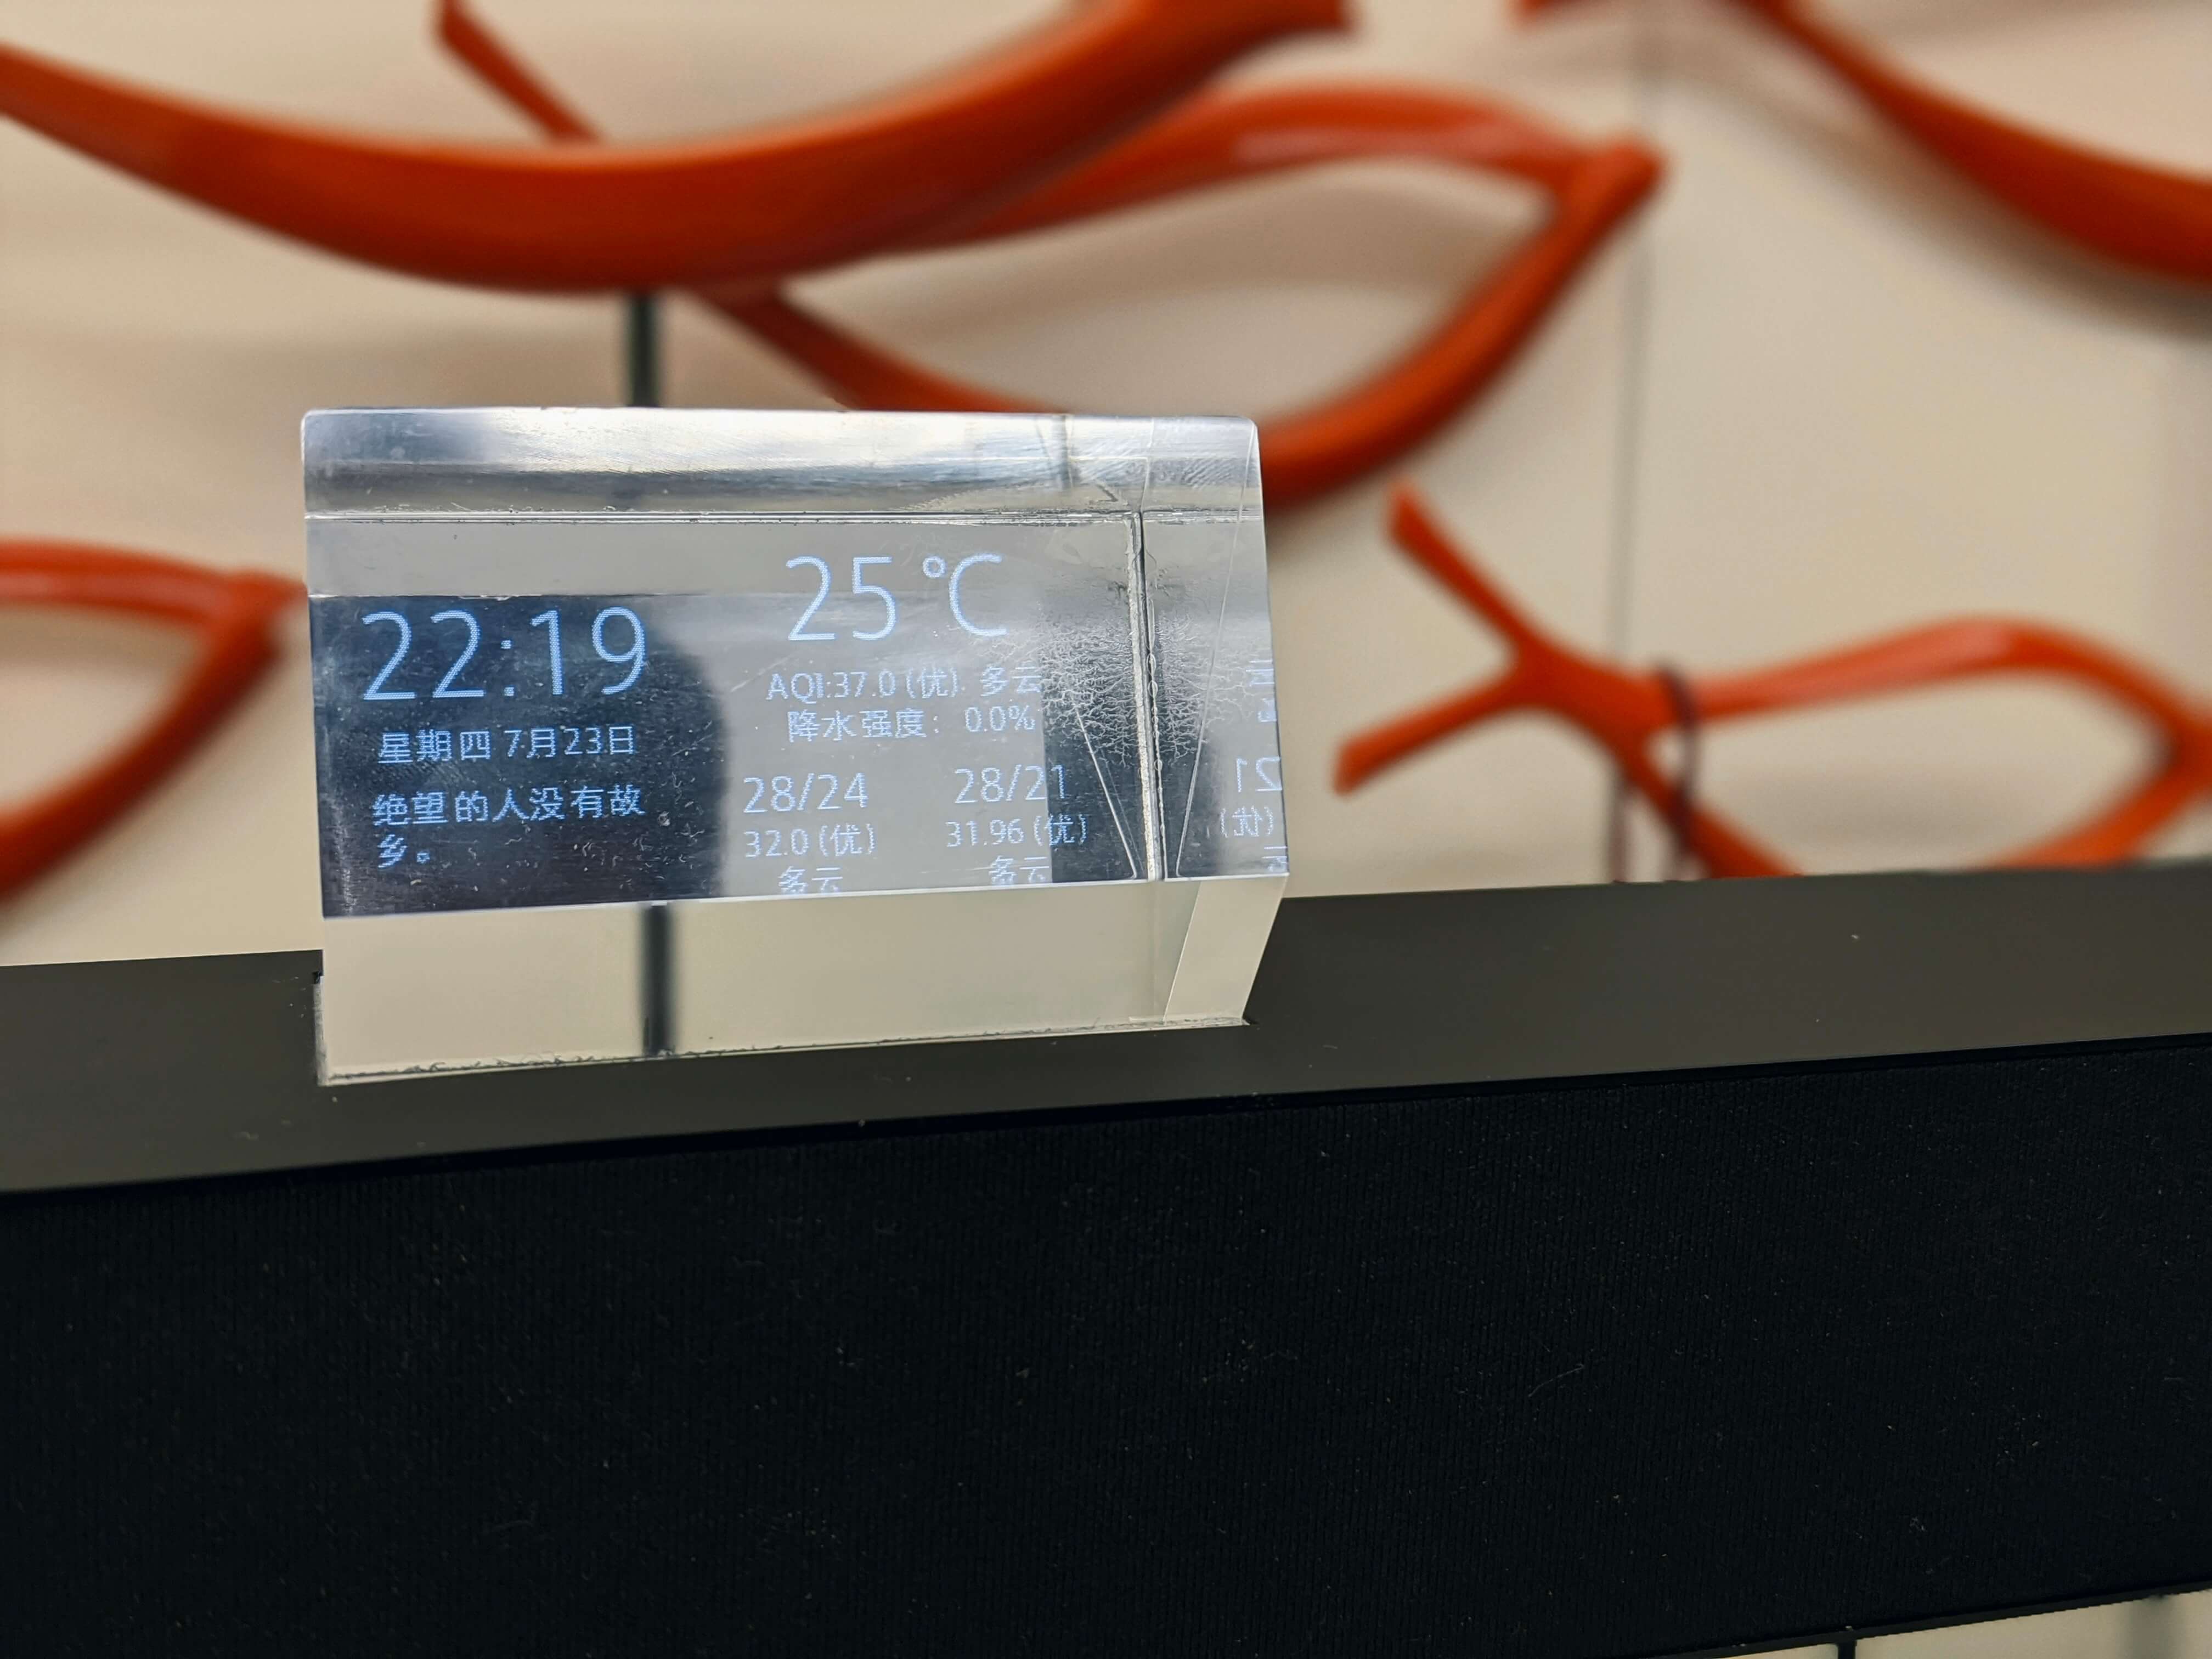 22:19
星期四 7月23日
绝望的人没有故
乡。
25 ℃
AQI:37.0 (优) 多云
降水强度：0.0%
28/24
32.0 (优)
多云
28/21
31.96 (优)
多云